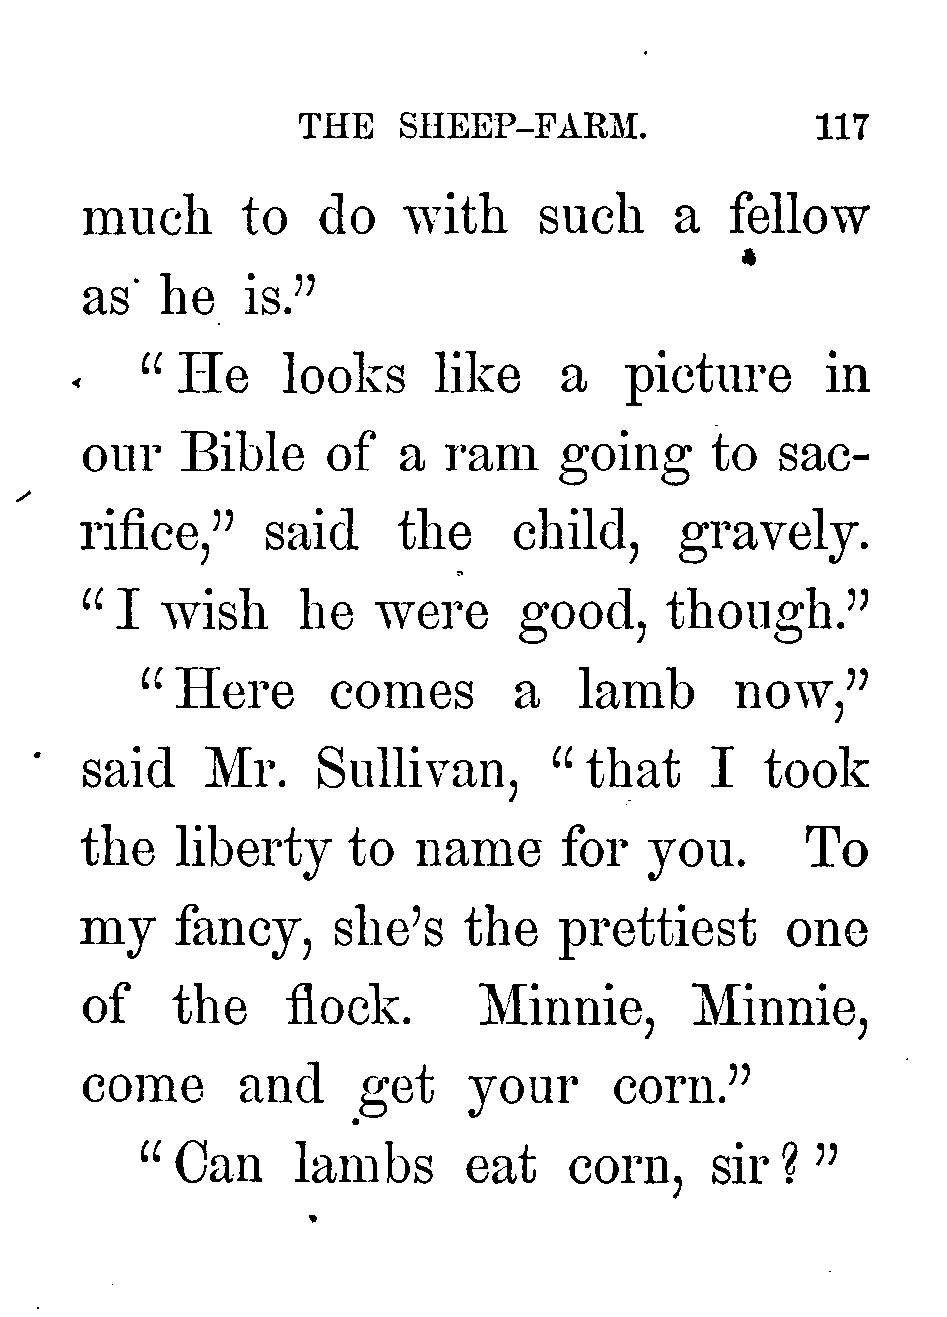 THE SHEEP-FARM. 117
much to do with such a fellow
as he is.”
“ He looks like a picture in
our Bible of a ram going to sac-
rifice,” said the child, gravely.
“ I wish he were good, though.”
“ Here comes a lamb now,”
said Mr. Sullivan, “ that I took
the liberty to name for you. To
my fancy, she’s the prettiest one
of the flock. Minnie, Minnie,
come and get your corn.”
“ Can lambs eat corn, sir ? ”